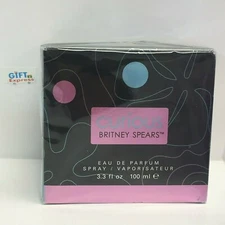 GIFT
Express
BRITNEY SPEARS™
EAU DE PARFUM
SPRAY / VAPORISATEUR
3.3 fl oz 100 ml ℮